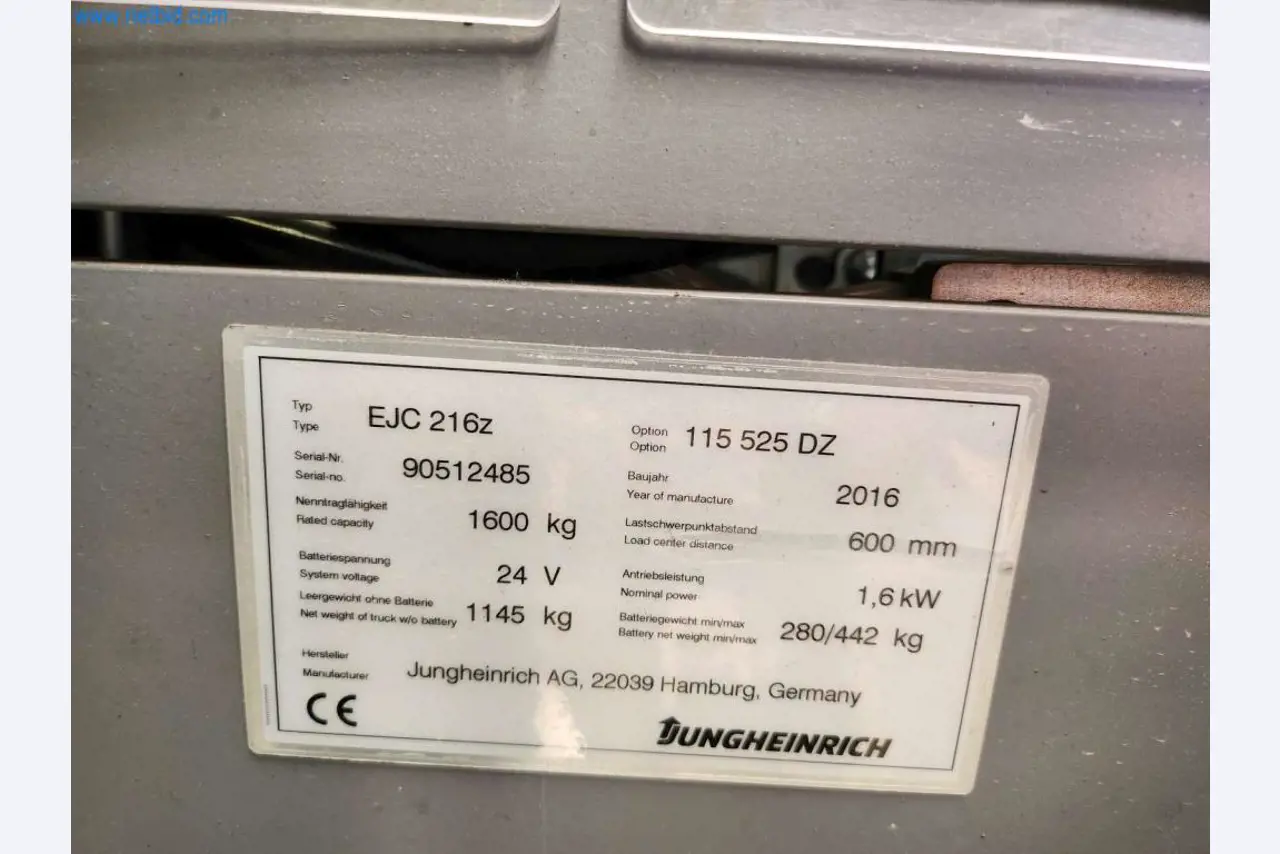 www.netbid.com
Typ
Type
EJC 216z
Option
Option
115 525 DZ
Serial-Nr.
Serial-no.
90512485
Baujahr
Year of manufacture
2016
Nenntragfähigkeit
Rated capacity
1600 kg
Lastschwerpunktabstand
Load center distance
600 mm
Batteriespannung
System voltage
24 V
Antriebsleistung
Nominal power
1,6 kW
Leergewicht ohne Batterie
Net weight of truck w/o battery
1145 kg
Batteriegewicht min/max
Battery net weight min/max
280/442 kg
Hersteller
Manufacturer
Jungheinrich AG, 22039 Hamburg, Germany
CE
JUNGHEINRICH